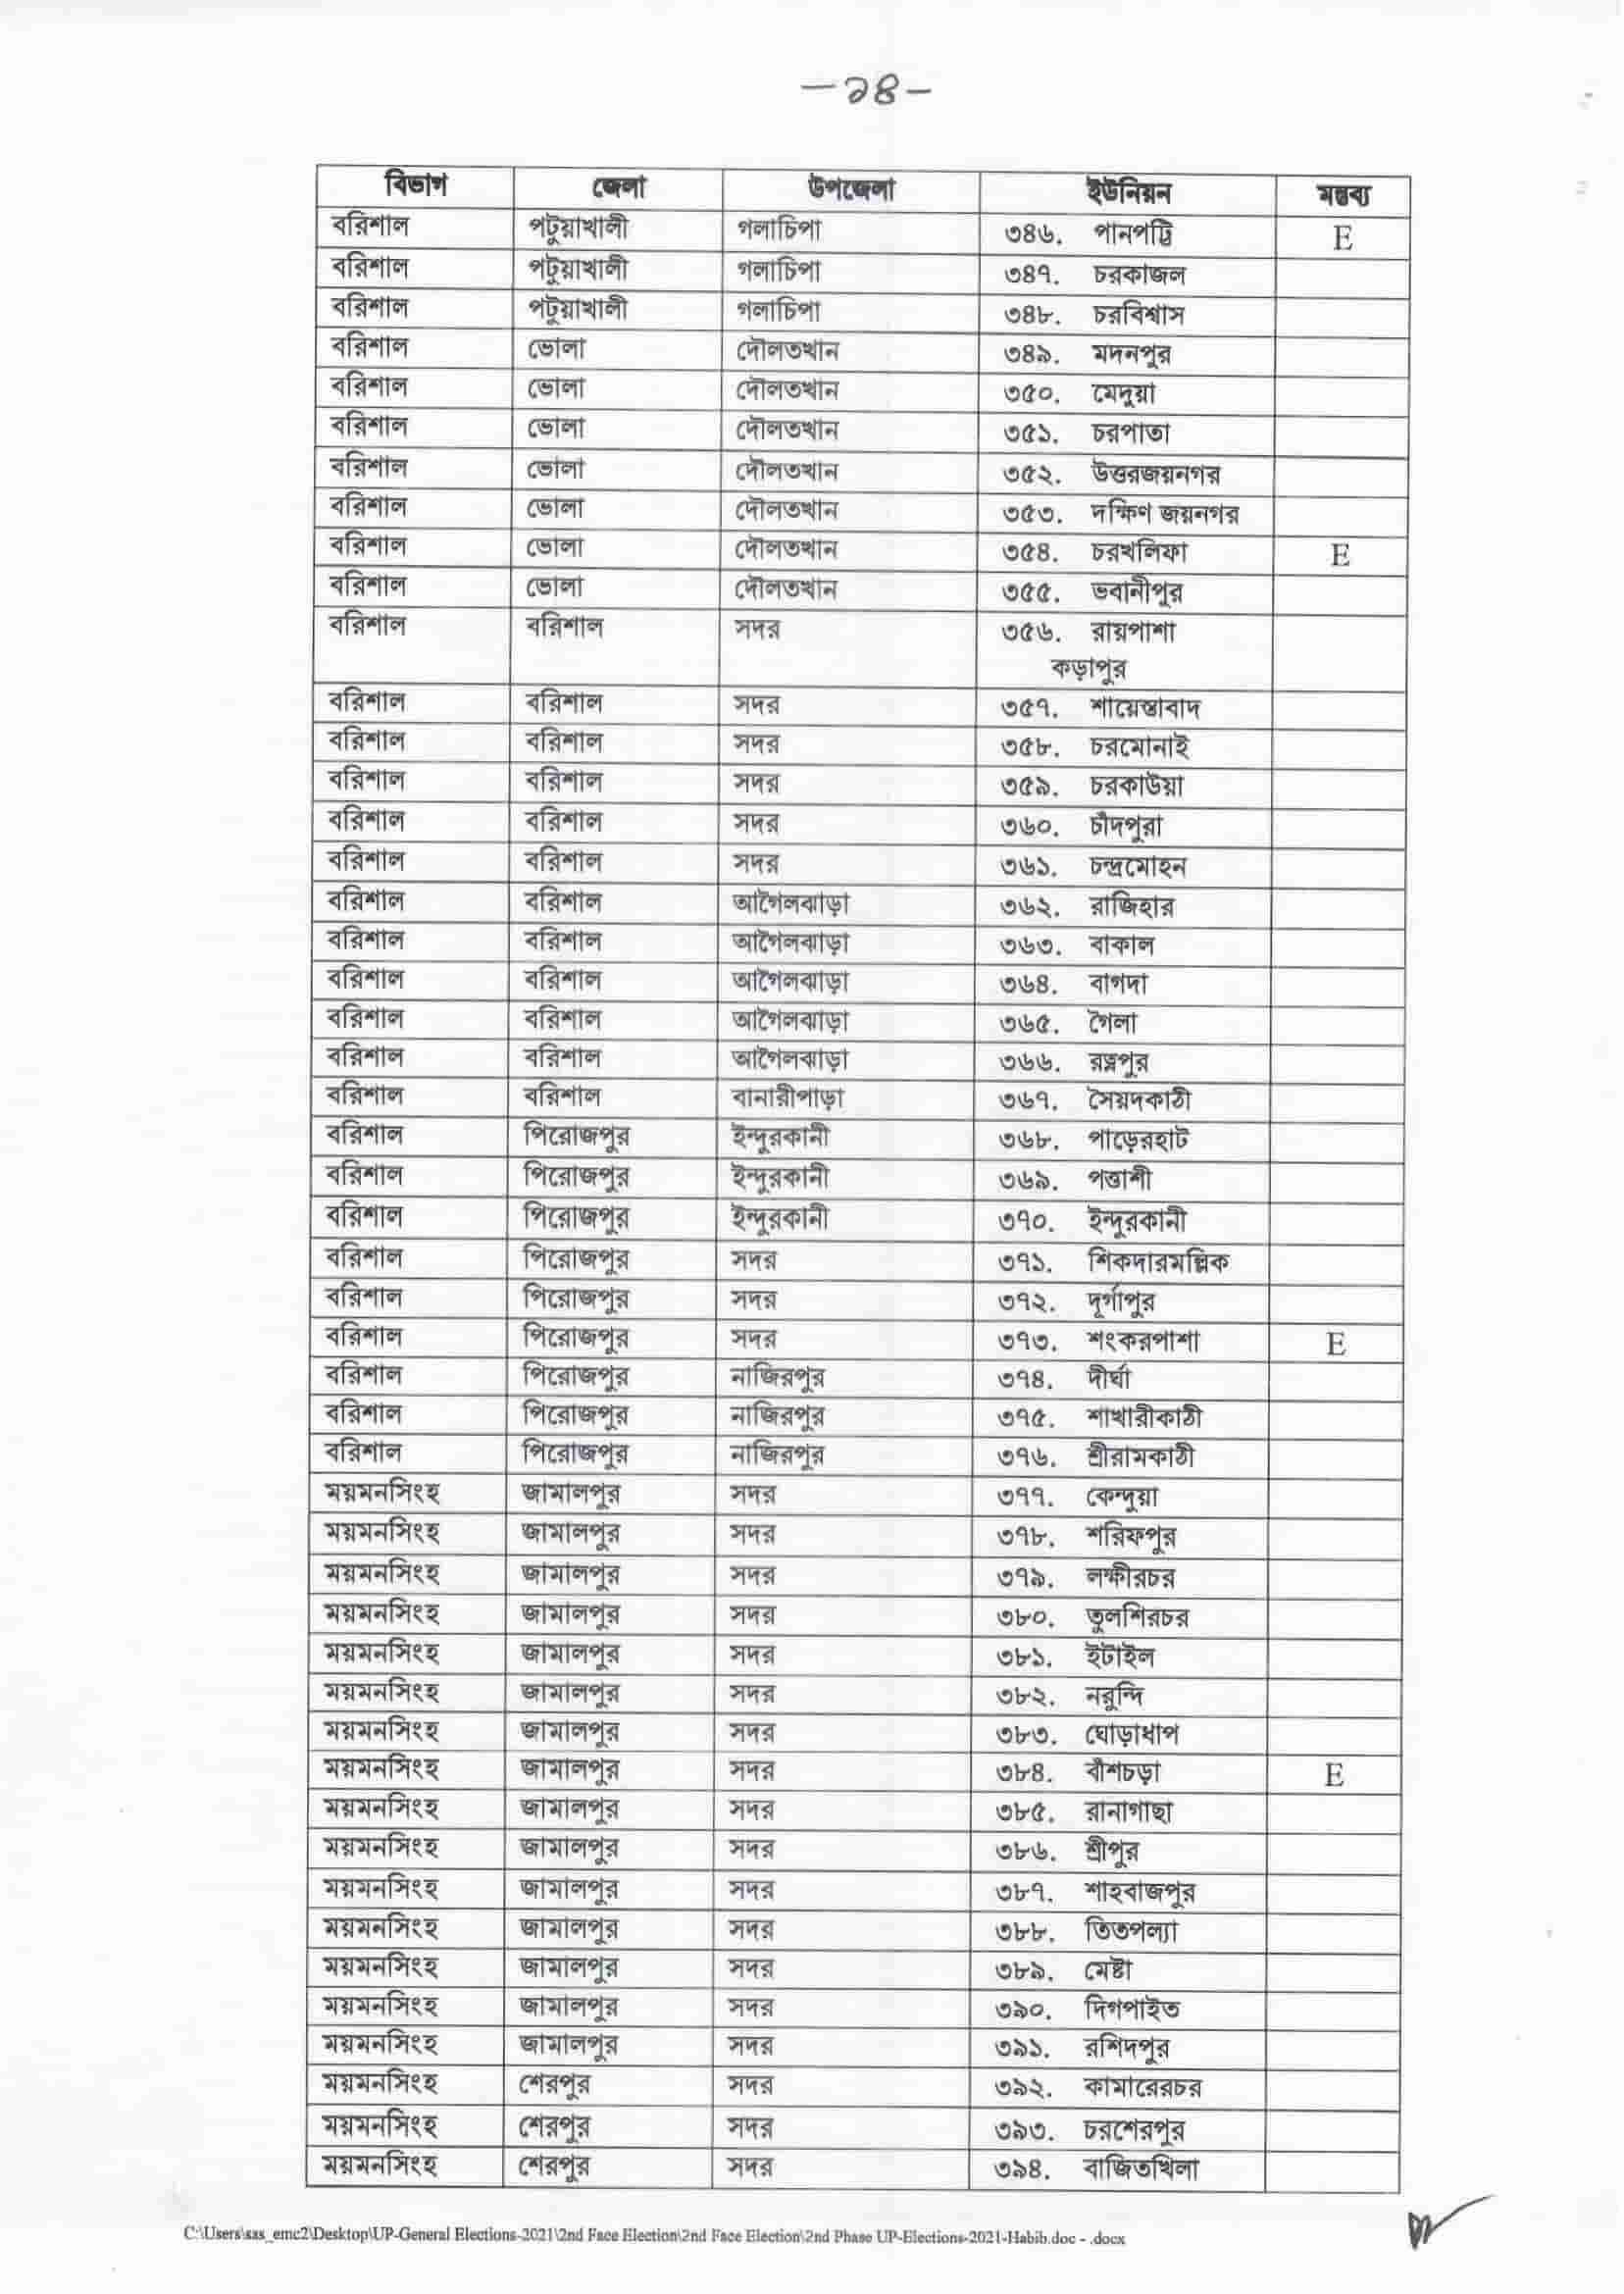 —১৪—
বিভাগ জেলা উপজেলা ইউনিয়ন মন্তব্য
বরিশাল পটুয়াখালী গলাচিপা ৩৪৬. পানপট্টি E
বরিশাল পটুয়াখালী গলাচিপা ৩৪৭. চরকাজল
বরিশাল পটুয়াখালী গলাচিপা ৩৪৮. চরবিশ্বাস
বরিশাল ভোলা দৌলতখান ৩৪৯. মদনপুর
বরিশাল ভোলা দৌলতখান ৩৫০. মেদুয়া
বরিশাল ভোলা দৌলতখান ৩৫১. চরপাতা
বরিশাল ভোলা দৌলতখান ৩৫২. উত্তরজয়নগর
বরিশাল ভোলা দৌলতখান ৩৫৩. দক্ষিণ জয়নগর
বরিশাল ভোলা দৌলতখান ৩৫৪. চরখলিফা E
বরিশাল ভোলা দৌলতখান ৩৫৫. ভবানীপুর
বরিশাল বরিশাল সদর ৩৫৬. রায়পাশা
কড়াপুর
বরিশাল বরিশাল সদর ৩৫৭. শায়েস্তাবাদ
বরিশাল বরিশাল সদর ৩৫৮. চরমোনাই
বরিশাল বরিশাল সদর ৩৫৯. চরকাউয়া
বরিশাল বরিশাল সদর ৩৬০. চাঁদপুরা
বরিশাল বরিশাল সদর ৩৬১. চন্দ্রমোহন
বরিশাল বরিশাল আগৈলঝাড়া ৩৬২. রাজিহার
বরিশাল বরিশাল আগৈলঝাড়া ৩৬৩. বাকাল
বরিশাল বরিশাল আগৈলঝাড়া ৩৬৪. বাগদা
বরিশাল বরিশাল আগৈলঝাড়া ৩৬৫. গৈলা
বরিশাল বরিশাল আগৈলঝাড়া ৩৬৬. রত্নপুর
বরিশাল বরিশাল বানারীপাড়া ৩৬৭. সৈয়দকাঠী
বরিশাল পিরোজপুর ইন্দুরকানী ৩৬৮. পাড়েরহাট
বরিশাল পিরোজপুর ইন্দুরকানী ৩৬৯. পত্তাশী
বরিশাল পিরোজপুর ইন্দুরকানী ৩৭০. ইন্দুরকানী
বরিশাল পিরোজপুর সদর ৩৭১. শিকদারমল্লিক
বরিশাল পিরোজপুর সদর ৩৭২. দূর্গাপুর
বরিশাল পিরোজপুর সদর ৩৭৩. শংকরপাশা E
বরিশাল পিরোজপুর নাজিরপুর ৩৭৪. দীর্ঘা
বরিশাল পিরোজপুর নাজিরপুর ৩৭৫. শাখারীকাঠী
বরিশাল পিরোজপুর নাজিরপুর ৩৭৬. শ্রীরামকাঠী
ময়মনসিংহ জামালপুর সদর ৩৭৭. কেন্দুয়া
ময়মনসিংহ জামালপুর সদর ৩৭৮. শরিফপুর
ময়মনসিংহ জামালপুর সদর ৩৭৯. লক্ষীরচর
ময়মনসিংহ জামালপুর সদর ৩৮০. তুলশিরচর
ময়মনসিংহ জামালপুর সদর ৩৮১. ইটাইল
ময়মনসিংহ জামালপুর সদর ৩৮২. নরুন্দি
ময়মনসিংহ জামালপুর সদর ৩৮৩. ঘোড়াধাপ
ময়মনসিংহ জামালপুর সদর ৩৮৪. বাঁশচড়া E
ময়মনসিংহ জামালপুর সদর ৩৮৫. রানাগাছা
ময়মনসিংহ জামালপুর সদর ৩৮৬. শ্রীপুর
ময়মনসিংহ জামালপুর সদর ৩৮৭. শাহবাজপুর
ময়মনসিংহ জামালপুর সদর ৩৮৮. তিতপল্যা
ময়মনসিংহ জামালপুর সদর ৩৮৯. মেষ্টা
ময়মনসিংহ জামালপুর সদর ৩৯০. দিগপাইত
ময়মনসিংহ জামালপুর সদর ৩৯১. রশিদপুর
ময়মনসিংহ শেরপুর সদর ৩৯২. কামারেরচর
ময়মনসিংহ শেরপুর সদর ৩৯৩. চরশেরপুর
ময়মনসিংহ শেরপুর সদর ৩৯৪. বাজিতখিলা
C:\Users\sas_emc2\Desktop\UP-General Elections-2021\2nd Face Election\2nd Face Election\2nd Phase UP-Elections-2021-Habib.doc - .docx